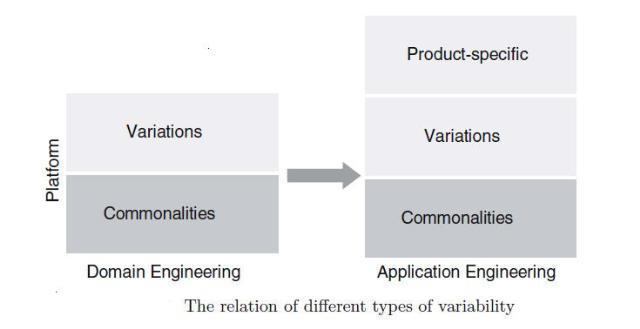 Product-specific
Variations
Variations
Platform
Commonalities
Commonalities
Domain Engineering
Application Engineering
The relation of different types of variability